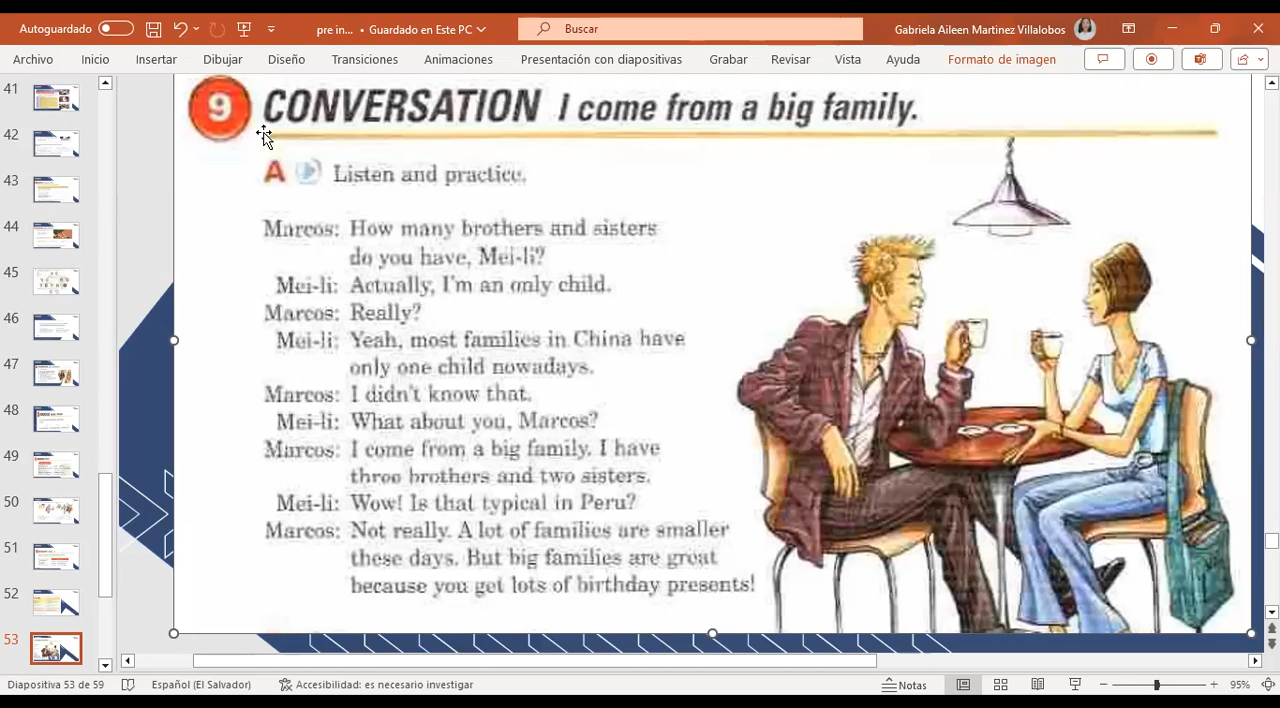 Autoguardado
pre in... • Guardado en Este PC
Buscar
Gabriela Aileen Martinez Villalobos
Archivo Inicio Insertar Dibujar Diseño Transiciones Animaciones Presentación con diapositivas Grabar Revisar Vista Ayuda Formato de imagen
41
42
43
44
45
46
47
48
49
50
51
52
53
9 CONVERSATION I come from a big family.
A Listen and practice.
Marcos: How many brothers and sisters
do you have, Mei-li?
Mei-li: Actually, I'm an only child.
Marcos: Really?
Mei-li: Yeah, most families in China have
only one child nowadays.
Marcos: I didn't know that.
Mei-li: What about you, Marcos?
Marcos: I come from a big family. I have
three brothers and two sisters.
Mei-li: Wow! Is that typical in Peru?
Marcos: Not really. A lot of families are smaller
these days. But big families are great
because you get lots of birthday presents!
Diapositiva 53 de 59 Español (El Salvador) Accesibilidad: es necesario investigar Notas 95%